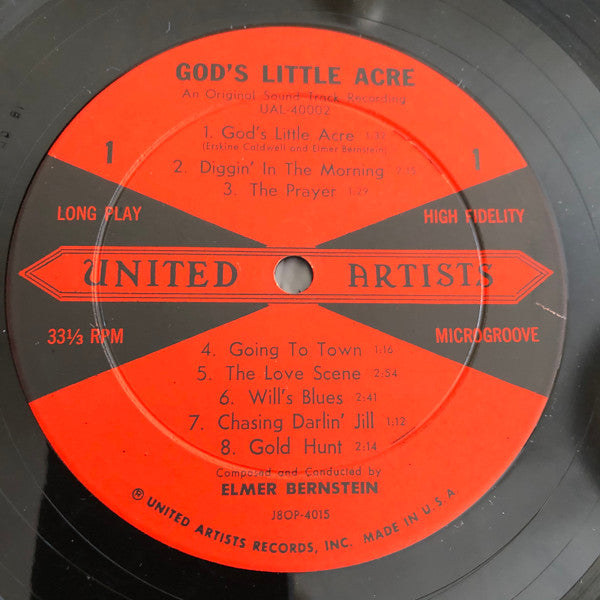 GOD'S LITTLE ACRE
An Original Sound Track Recording
UAL-40002
1. God's Little Acre 1:32
(Erskine Caldwell and Elmer Bernstein)
2. Diggin' In The Morning 2:15
3. The Prayer 1:29
1 1
LONG PLAY HIGH FIDELITY
UNITED ARTISTS
33⅓ RPM MICROGROOVE
4. Going To Town 1:16
5. The Love Scene 2:54
6. Will's Blues 2:41
7. Chasing Darlin' Jill 1:12
8. Gold Hunt 2:14
Composed and Conducted by
ELMER BERNSTEIN
J8OP-4015
® UNITED ARTISTS RECORDS, INC. MADE IN U.S.A.